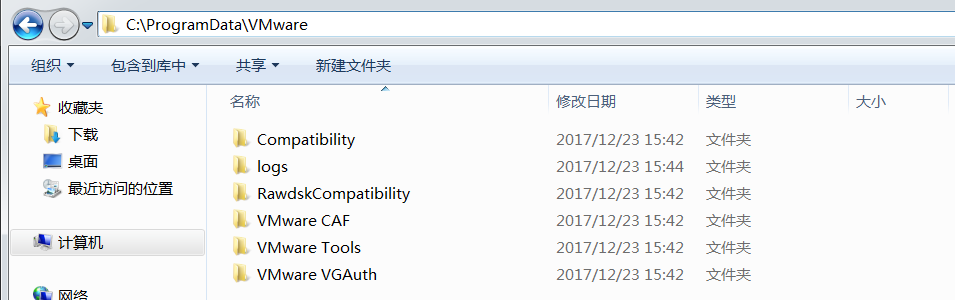 C:\ProgramData\VMware
组织 包含到库中 共享 新建文件夹
收藏夹
下载
桌面
最近访问的位置
计算机
网络
名称 修改日期 类型 大小
Compatibility 2017/12/23 15:42 文件夹
logs 2017/12/23 15:44 文件夹
RawdskCompatibility 2017/12/23 15:42 文件夹
VMware CAF 2017/12/23 15:42 文件夹
VMware Tools 2017/12/23 15:42 文件夹
VMware VGAuth 2017/12/23 15:42 文件夹